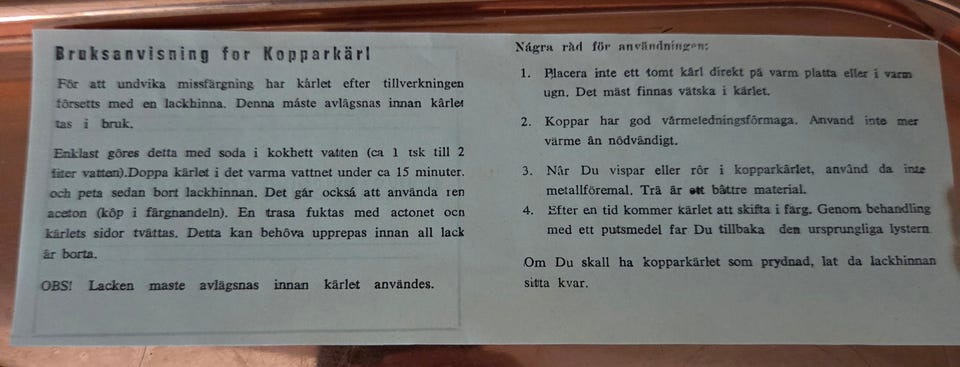 Bruksanvisning for Kopparkärl
För att undvika missfärgning har kärlet efter tillverkningen
försetts med en lackhinna. Denna måste avlägsnas innan kärlet
tas i bruk.
Enklast göres detta med soda i kokhett vatten (ca 1 tsk till 2
liter vatten).Doppa kärlet i det varma vattnet under ca 15 minuter.
och peta sedan bort lackhinnan. Det går också att använda ren
aceton (köp i färgnandeln). En trasa fuktas med actonet ocn
kärlets sidor tvättas. Detta kan behöva upprepas innan all lack
är borta.
OBS! Lacken maste avlägsnas innan kärlet användes.
Några råd för användningen:
1. Placera inte ett tomt kärl direkt på varm platta eller i varm
ugn. Det mäst finnas vätska i kärlet.
2. Koppar har god värmeledningsförmaga. Anvand inte mer
värme än nödvändigt.
3. När Du vispar eller rör i kopparkärlet, använd da inte
metallföremal. Trä är ett bättre material.
4. Efter en tid kommer kärlet att skifta i färg. Genom behandling
med ett putsmedel far Du tillbaka den ursprungliga lystern
Om Du skall ha kopparkärlet som prydnad, lat da lackhinnan
sitta kvar.